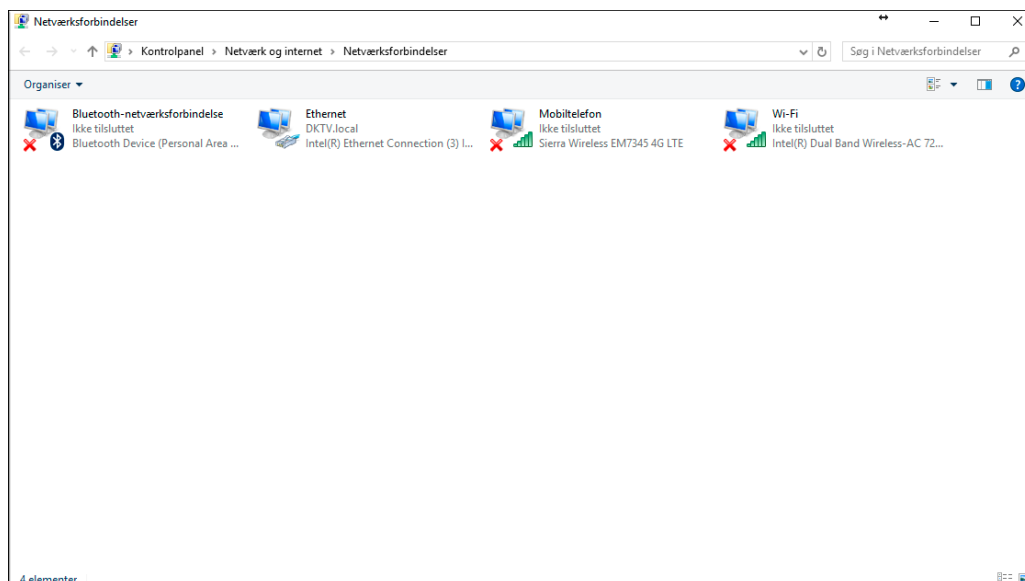 Netværksforbindelser
Kontrolpanel › Netværk og internet › Netværksforbindelser
Søg i Netværksforbindelser
Organiser
Bluetooth-netværksforbindelse
Ikke tilsluttet
Bluetooth Device (Personal Area ...
Ethernet
DKTV.local
Intel(R) Ethernet Connection (3) I...
Mobiltelefon
Ikke tilsluttet
Sierra Wireless EM7345 4G LTE
Wi-Fi
Ikke tilsluttet
Intel(R) Dual Band Wireless-AC 72...
4 elementer